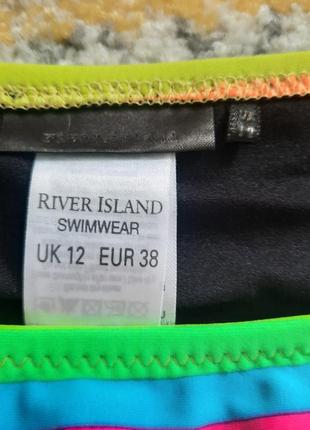 RIVER ISLAND
SWIMWEAR
UK 12 EUR 38